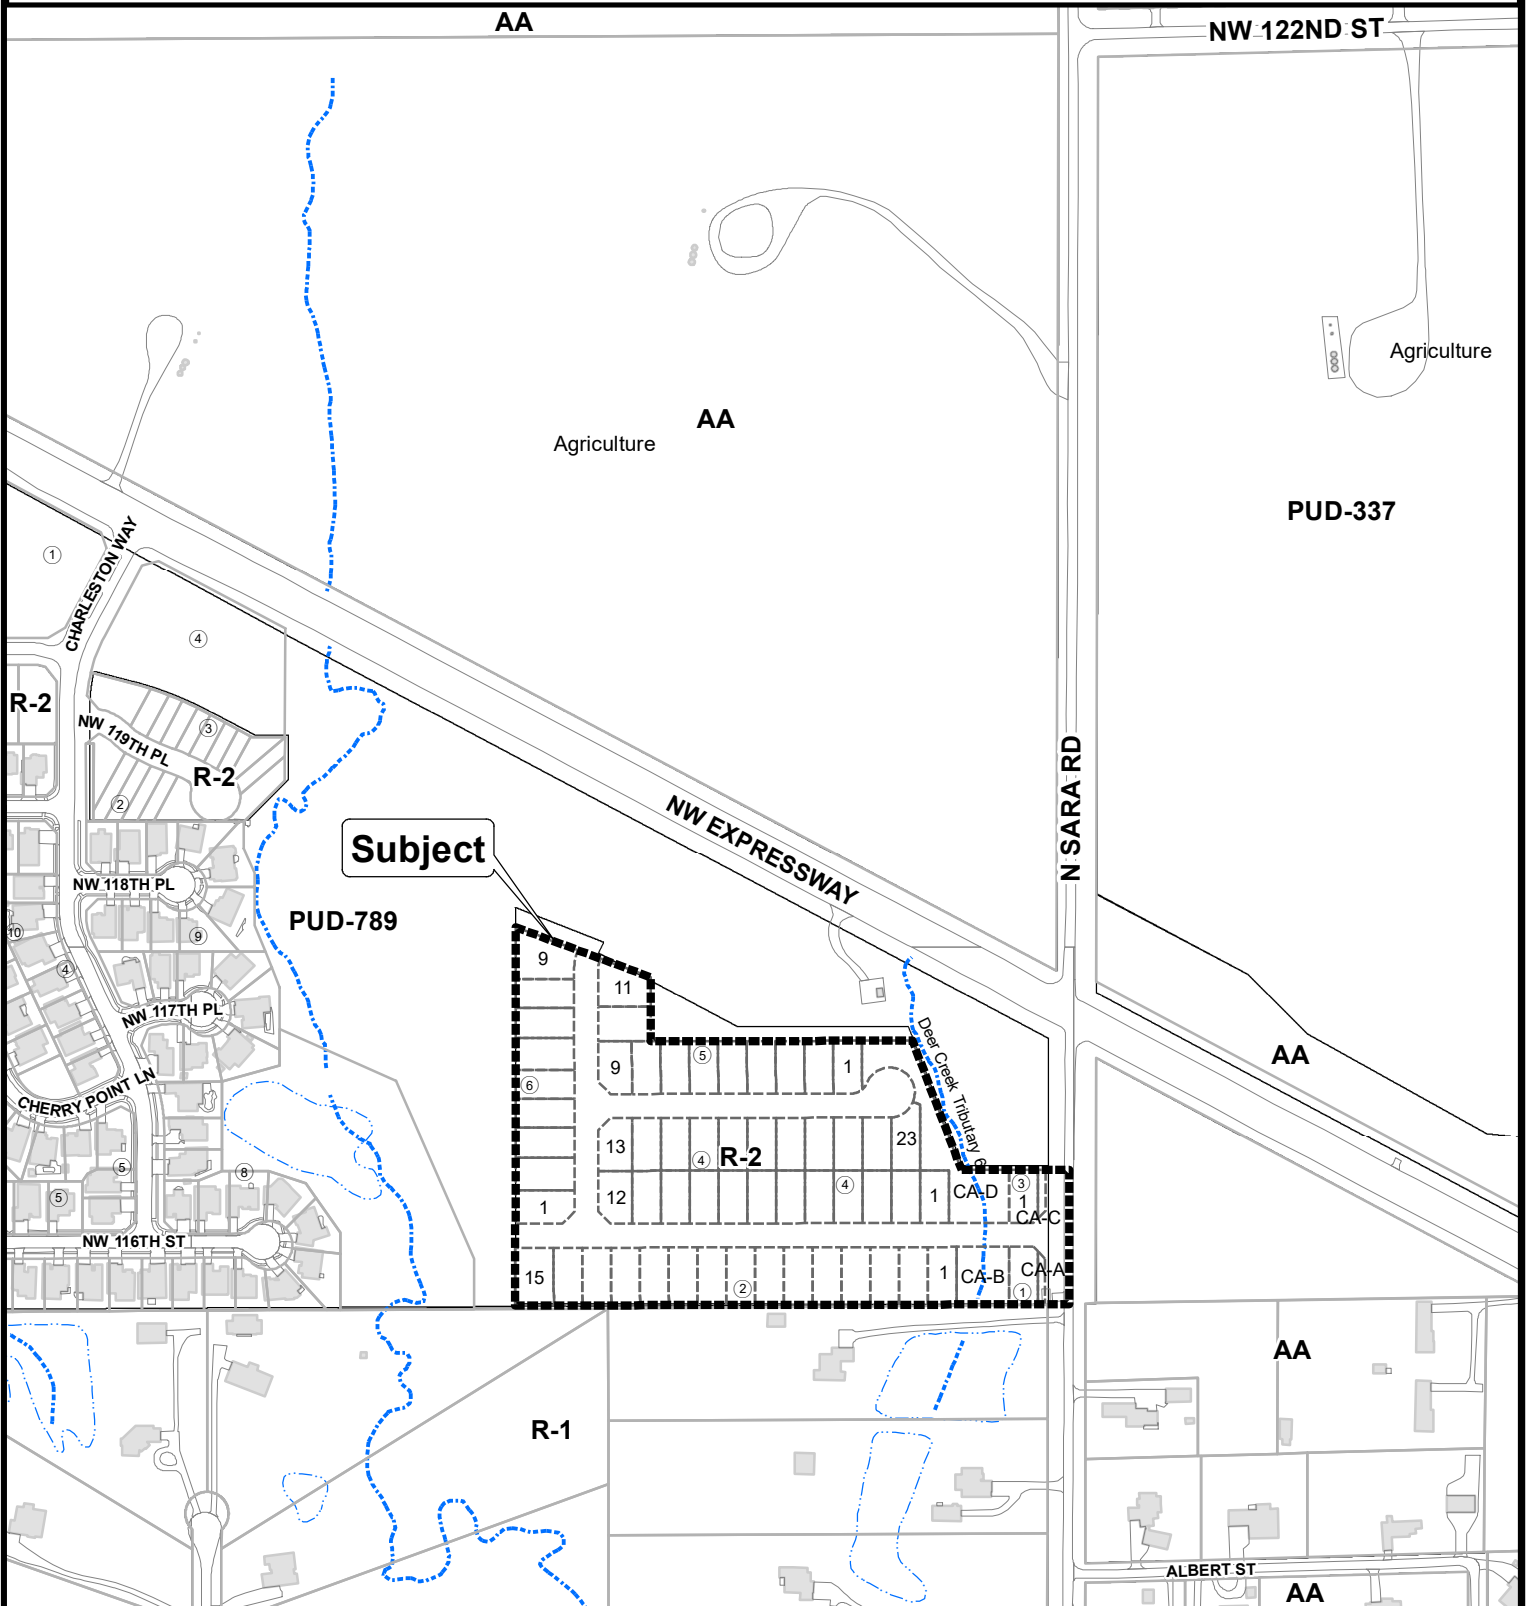 AA
NW 122ND ST
Agriculture
AA
Agriculture
PUD-337
CHARLESTON WAY
1
4
R-2
3
NW 119TH PL
R-2
2
N SARA RD
NW EXPRESSWAY
Subject
NW 118TH PL
PUD-789
10
9
4
9
11
NW 117TH PL
Deer Creek Tributary 6
5
9
1
6
AA
CHERRY POINT LN
13
23
4
R-2
5
8
4
3
5
12
1
CA-D
1
1
CA-C
NW 116TH ST
15
1
CA-B
CA-A
2
1
AA
R-1
ALBERT ST
AA